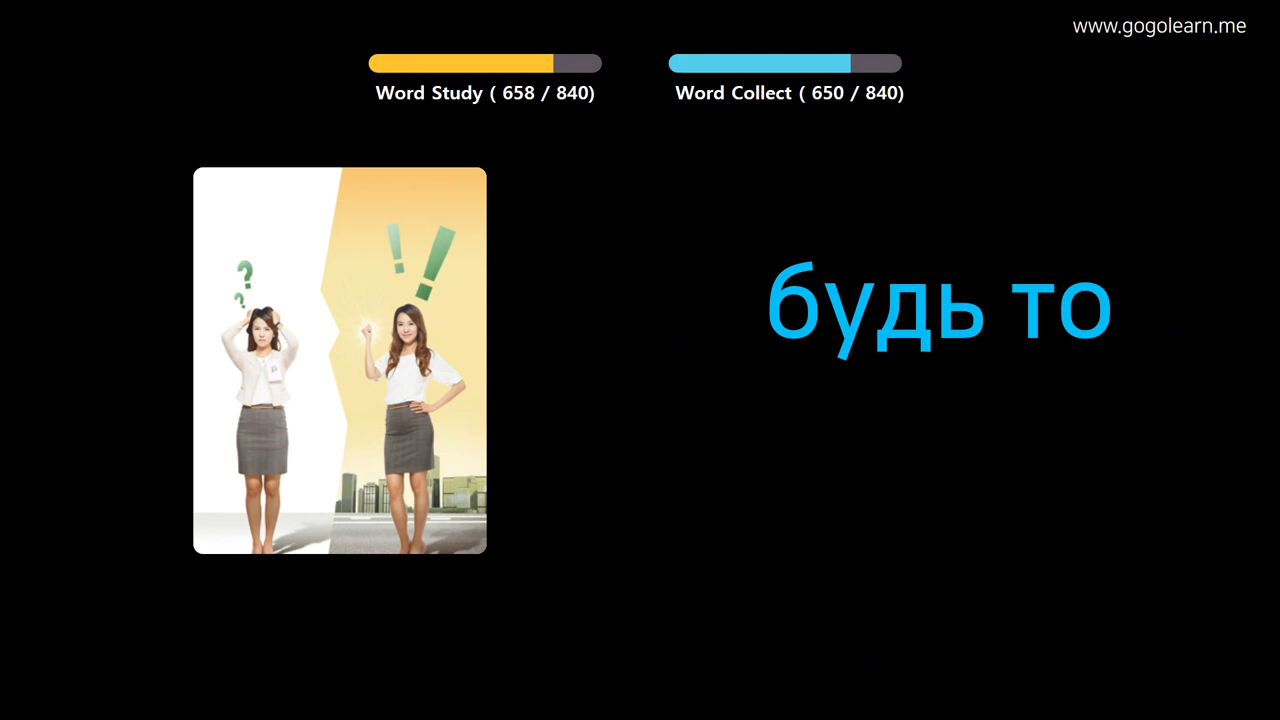 www.gogolearn.me
Word Study ( 658 / 840)
Word Collect ( 650 / 840)
? ?
! !
будь то